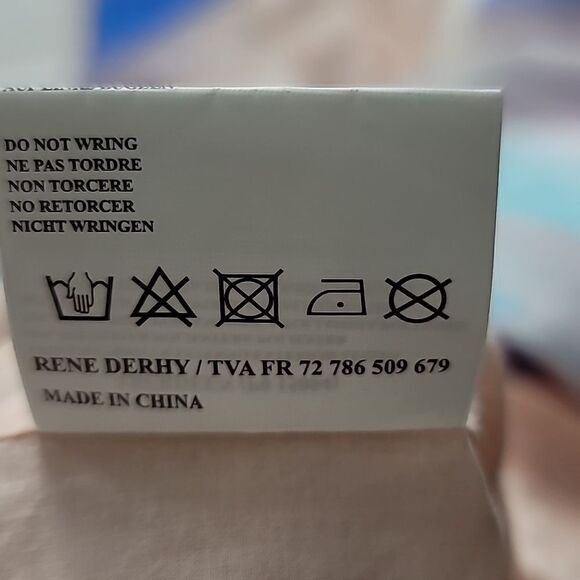 DO NOT WRING
NE PAS TORDRE
NON TORCERE
NO RETORCER
NICHT WRINGEN
RENE DERHY / TVA FR 72 786 509 679
MADE IN CHINA